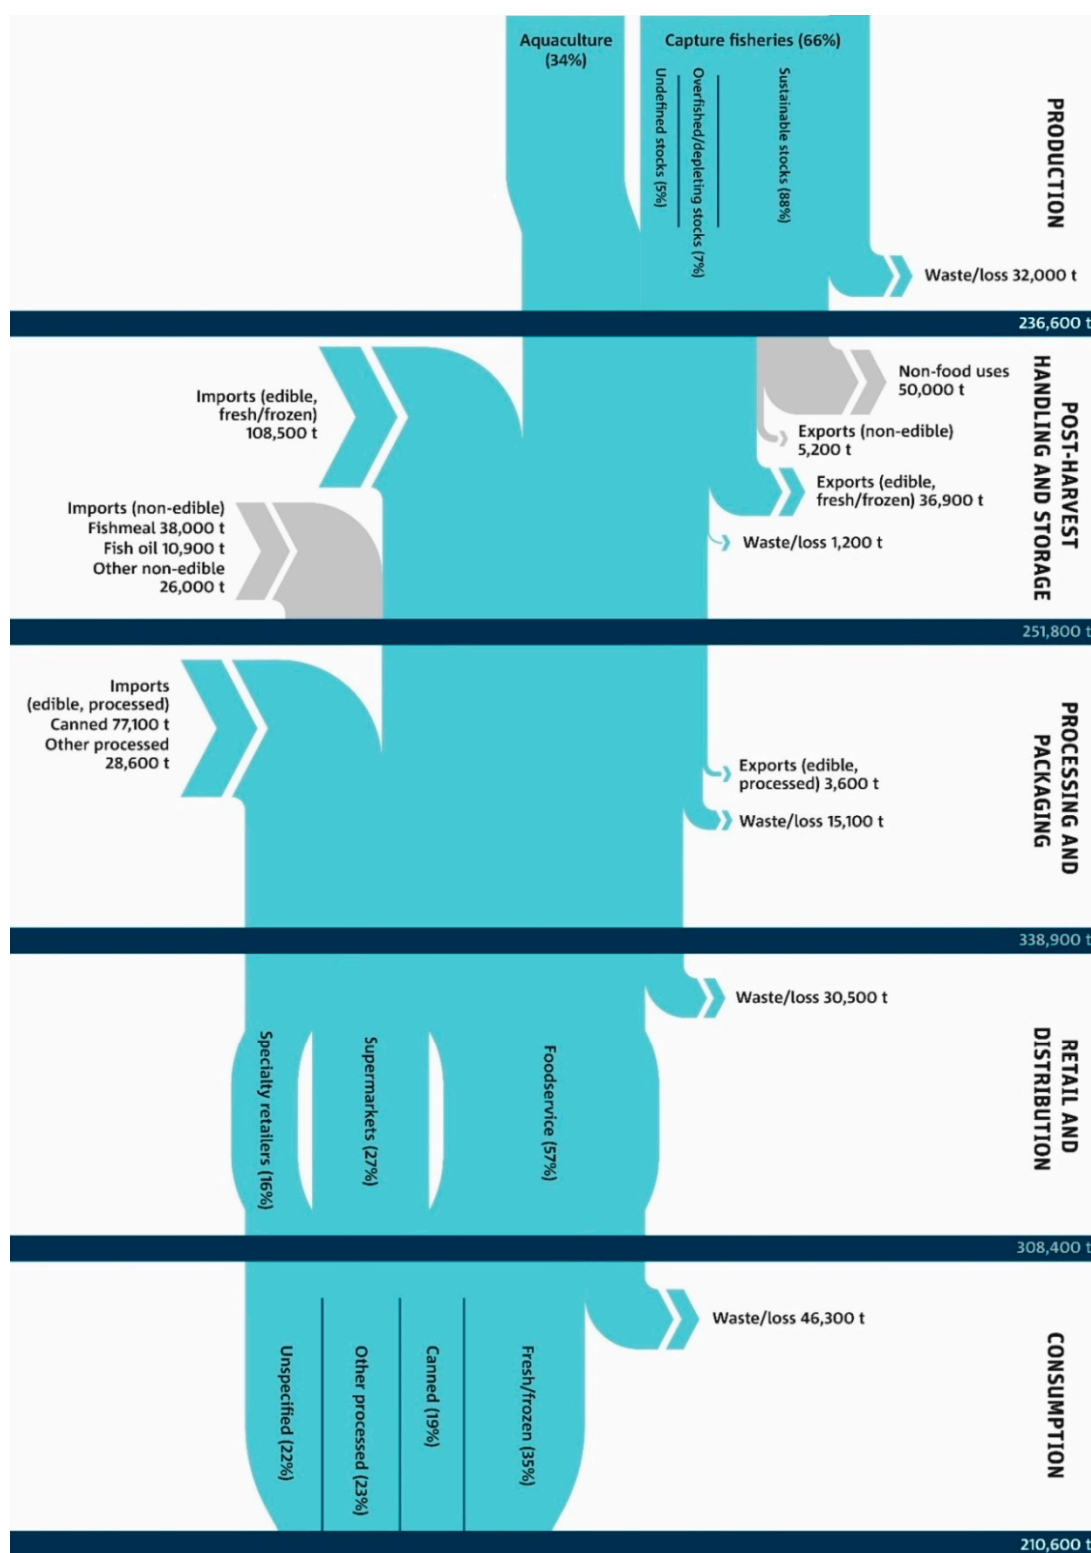 Aquaculture
(34%)
Capture fisheries (66%)
Undefined stocks (5%)
Overfished/depleting stocks (7%)
Sustainable stocks (88%)
PRODUCTION
Waste/loss 32,000 t
236,600 t
Imports (edible,
fresh/frozen)
108,500 t
Imports (non-edible)
Fishmeal 38,000 t
Fish oil 10,900 t
Other non-edible
26,000 t
Non-food uses
50,000 t
Exports (non-edible)
5,200 t
Exports (edible,
fresh/frozen) 36,900 t
Waste/loss 1,200 t
POST-HARVEST
HANDLING AND STORAGE
251,800 t
Imports
(edible, processed)
Canned 77,100 t
Other processed
28,600 t
Exports (edible,
processed) 3,600 t
Waste/loss 15,100 t
PROCESSING AND
PACKAGING
338,900 t
Waste/loss 30,500 t
Specialty retailers (16%)
Supermarkets (27%)
Foodservice (57%)
RETAIL AND
DISTRIBUTION
308,400 t
Waste/loss 46,300 t
Unspecified (22%)
Other processed (23%)
Canned (19%)
Fresh/frozen (35%)
CONSUMPTION
210,600 t